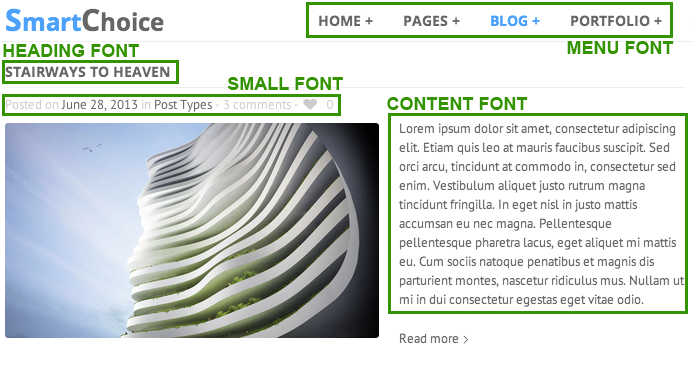 SmartChoice
HOME + PAGES + BLOG + PORTFOLIO +
HEADING FONT
MENU FONT
STAIRWAYS TO HEAVEN
SMALL FONT
Posted on June 28, 2013 in Post Types - 3 comments - 0
CONTENT FONT
Lorem ipsum dolor sit amet, consectetur adipiscing
elit. Etiam quis leo at mauris faucibus suscipit. Sed
orci arcu, tincidunt at commodo in, consectetur sed
enim. Vestibulum aliquet justo rutrum magna
tincidunt fringilla. In eget nisl in justo mattis
accumsan eu nec magna. Pellentesque
pellentesque pharetra lacus, eget aliquet mi mattis
eu. Cum sociis natoque penatibus et magnis dis
parturient montes, nascetur ridiculus mus. Nullam ut
mi in dui consectetur egestas eget vitae odio.
Read more >